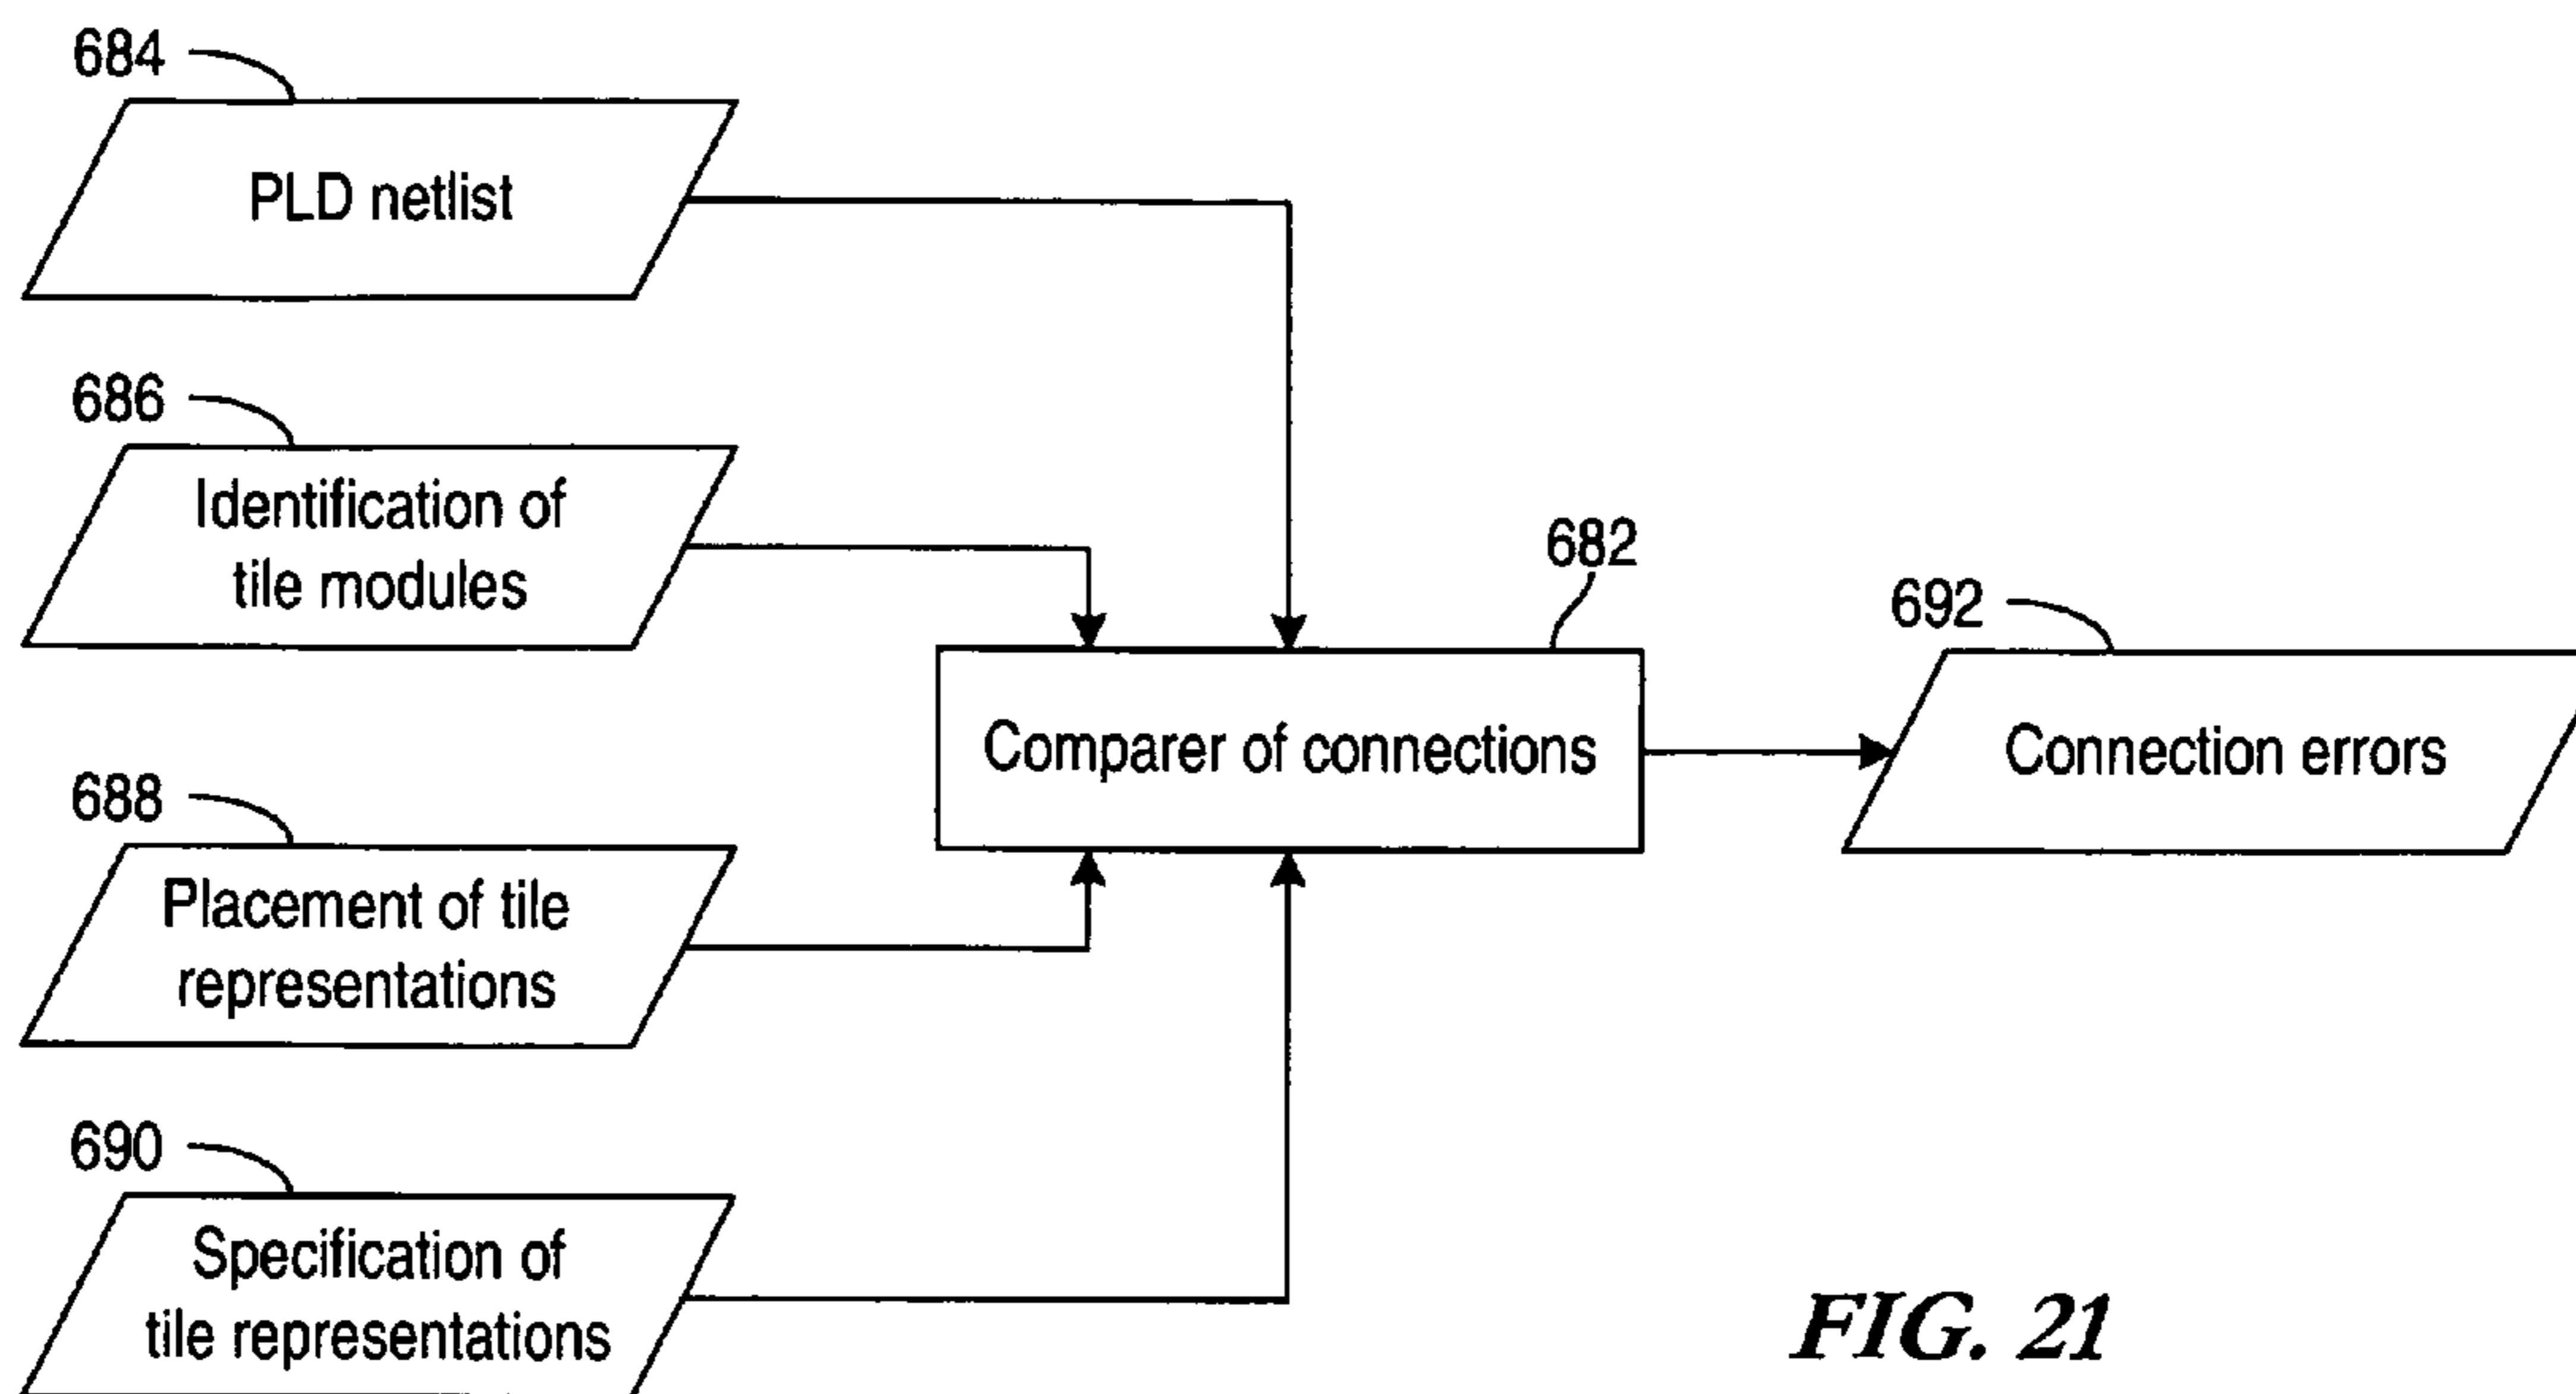 684
PLD netlist
686
Identification of
tile modules
682
692
Comparer of connections
Connection errors
688
Placement of tile
representations
690
Specification of
tile representations
FIG. 21